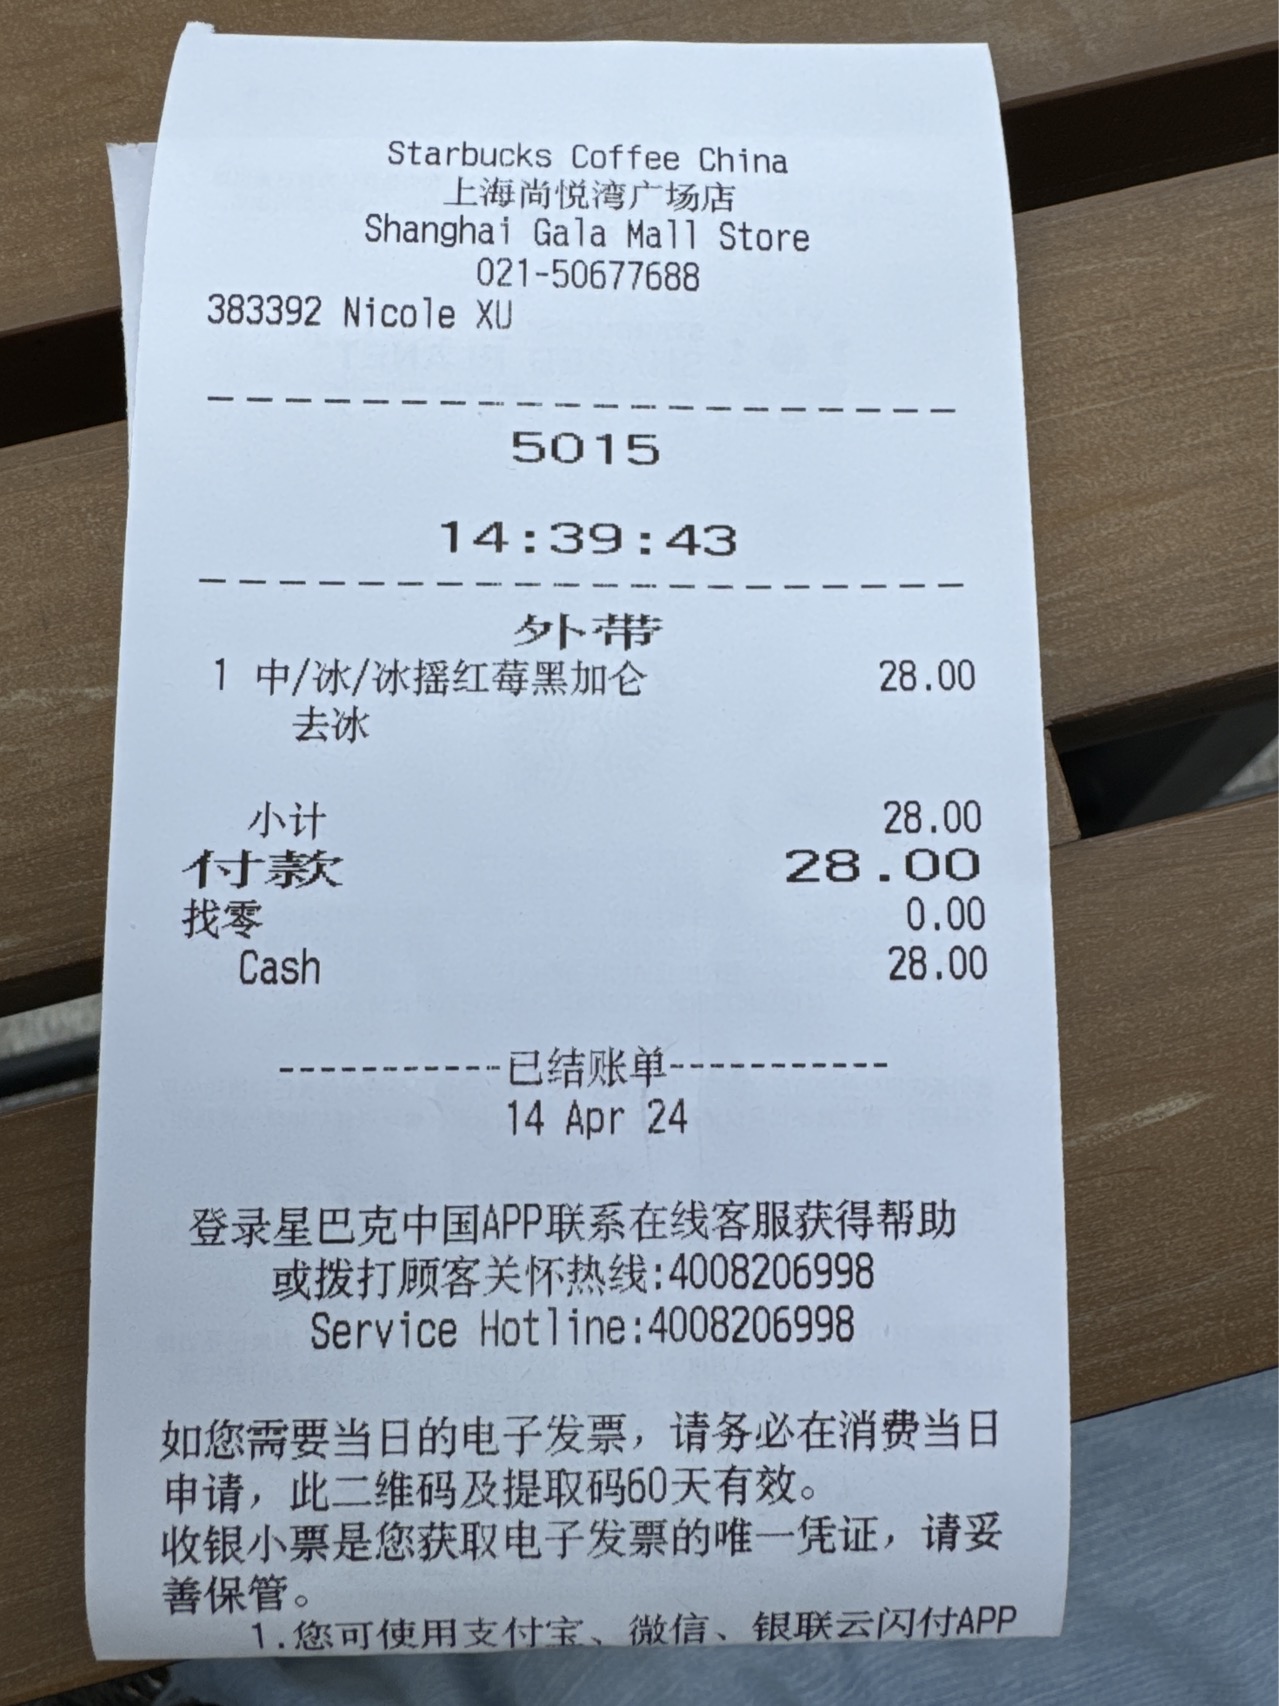 Starbucks Coffee China
上海尚悦湾广场店
Shanghai Gala Mall Store
021-50677688
383392 Nicole XU
5015
14:39:43
外带
1 中/冰/冰摇红莓黑加仑 28.00
去冰
小计 28.00
付款 28.00
找零 0.00
Cash 28.00
-----------已结账单-----------
14 Apr 24
登录星巴克中国APP联系在线客服获得帮助
或拨打顾客关怀热线:4008206998
Service Hotline:4008206998
如您需要当日的电子发票，请务必在消费当日
申请，此二维码及提取码60天有效。
收银小票是您获取电子发票的唯一凭证，请妥
善保管。
1.您可使用支付宝、微信、银联云闪付APP